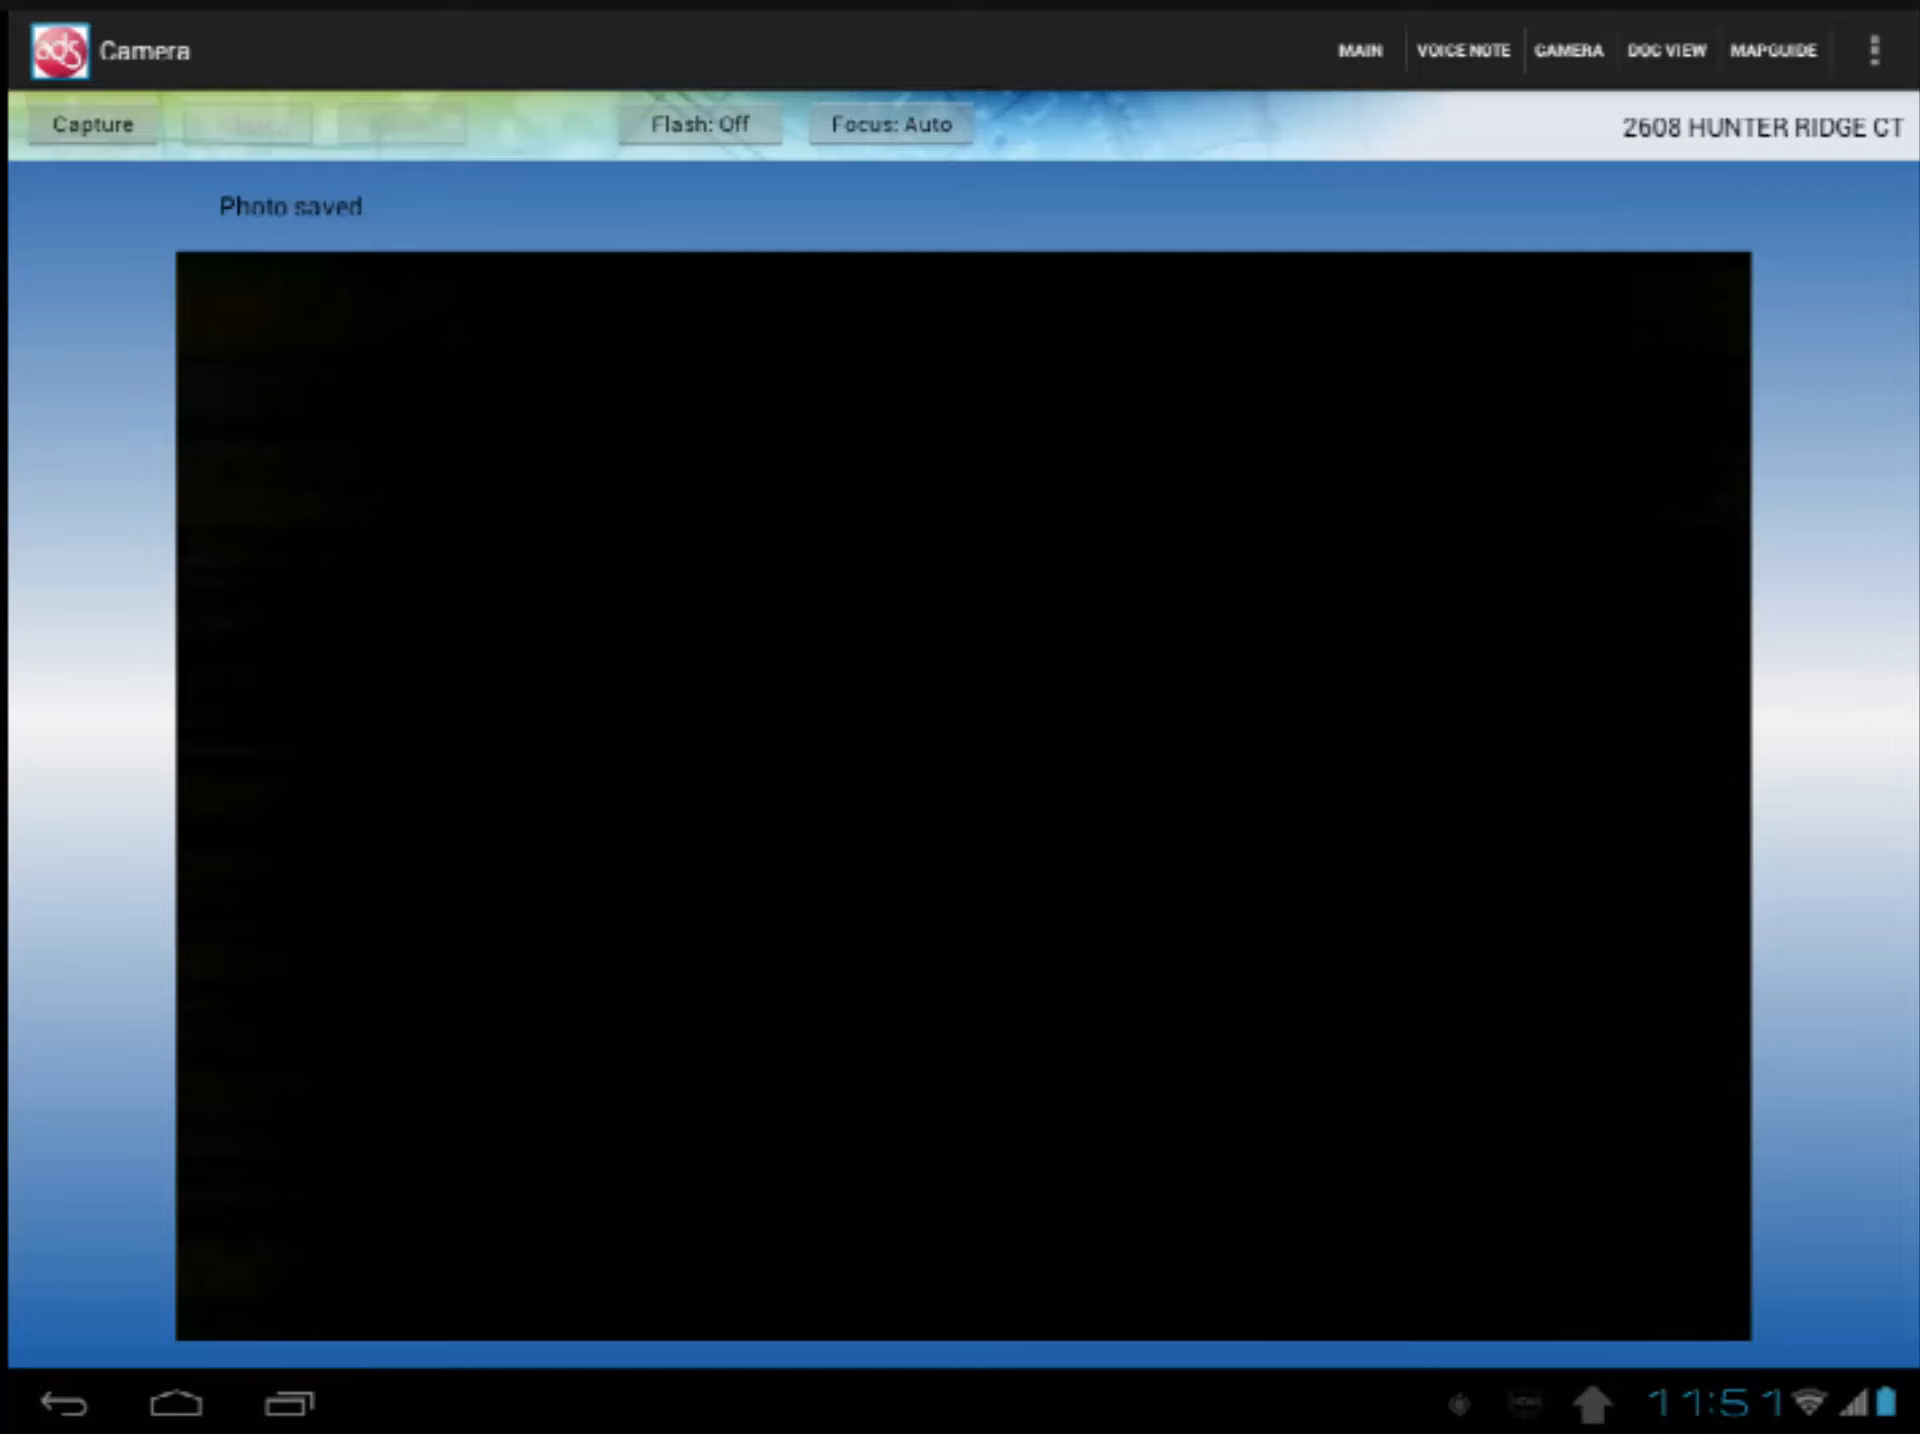 ads Camera MAIN VOICE NOTE CAMERA DOC VIEW MAPGUIDE
Capture Flash: Off Focus: Auto 2608 HUNTER RIDGE CT
Photo saved
11:51